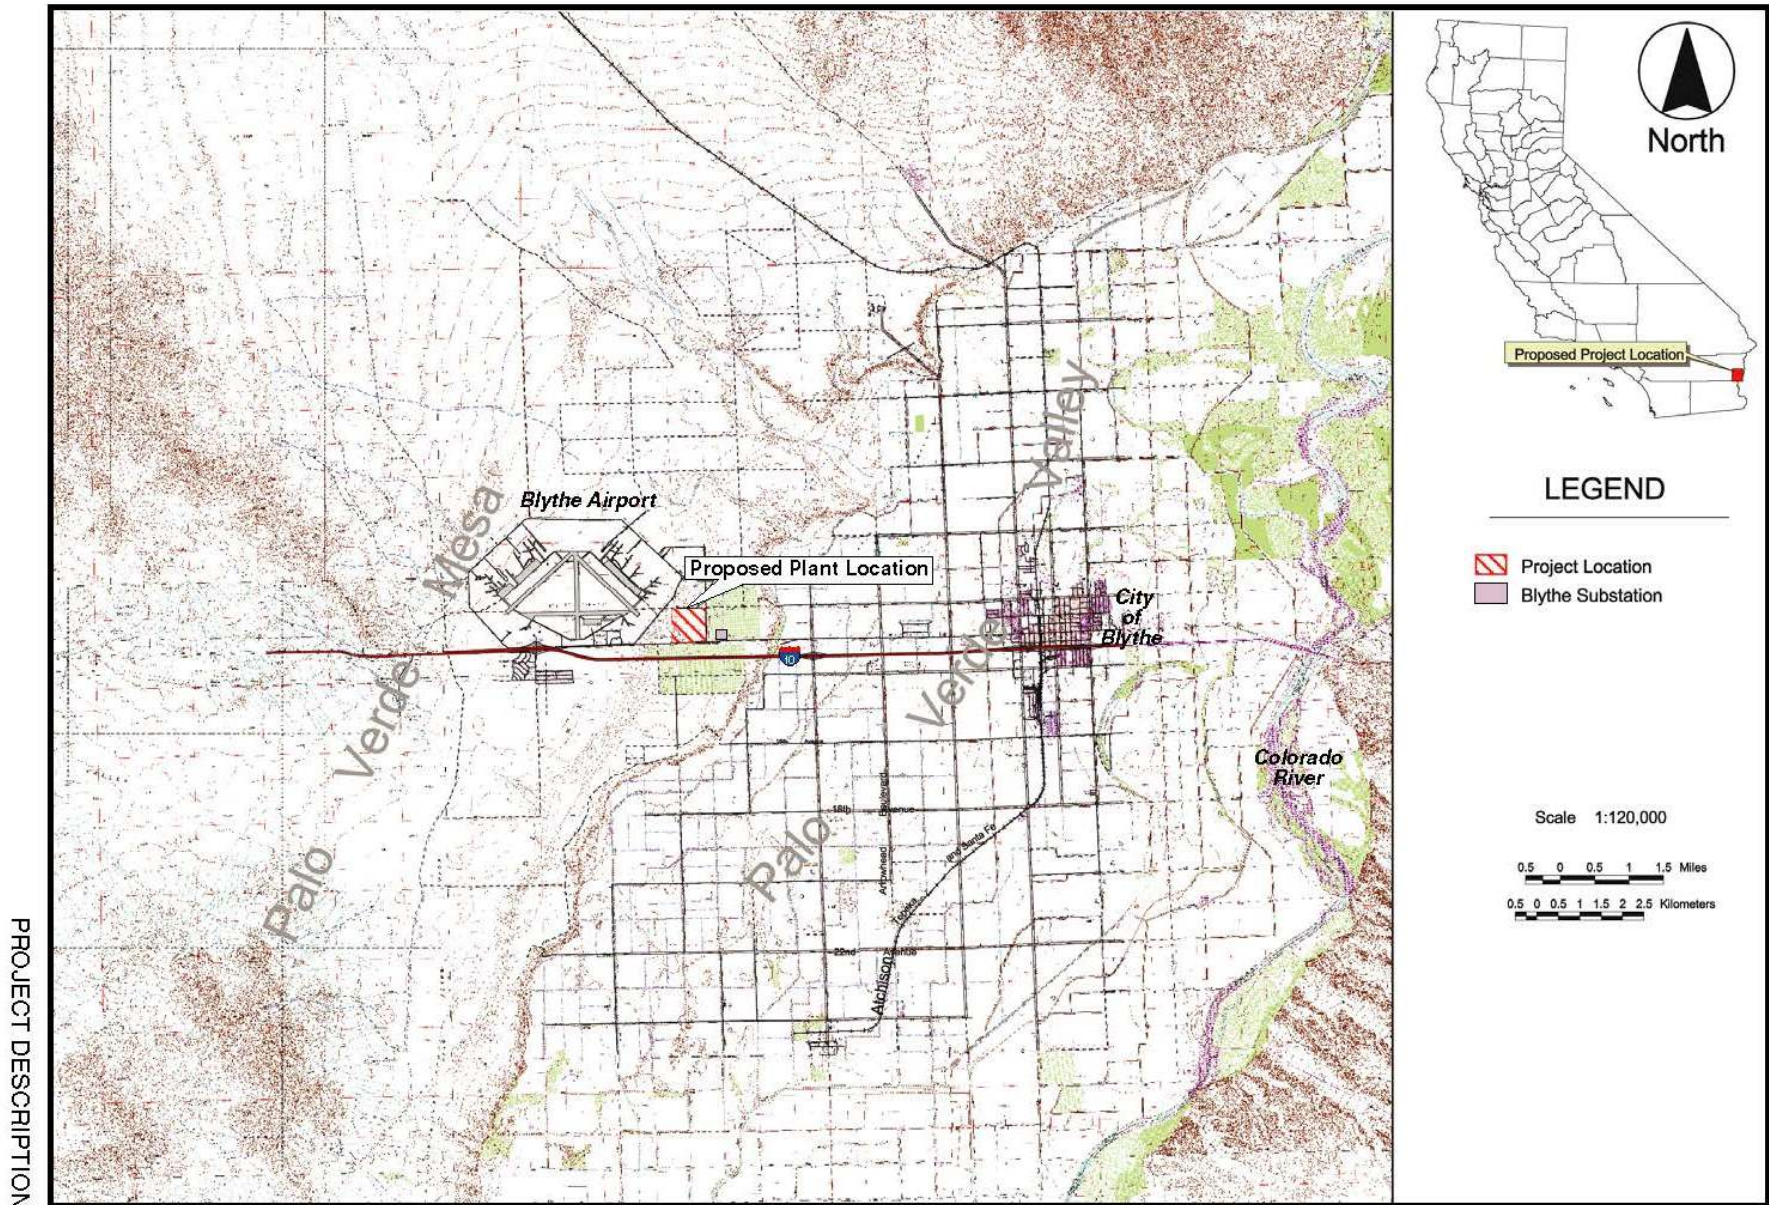 North
Proposed Project Location
LEGEND
Project Location
Blythe Substation
Scale 1:120,000
0.5 0 0.5 1 1.5 Miles
0.5 0 0.5 1 1.5 2 2.5 Kilometers
Blythe Airport
Proposed Plant Location
City
of
Blythe
Colorado
River
10
Palo Verde Mesa
Palo Verde Valley
18th Avenue
22nd
Arrowhead Boulevard
Atchison Topeka and Santa Fe
PROJECT DESCRIPTION